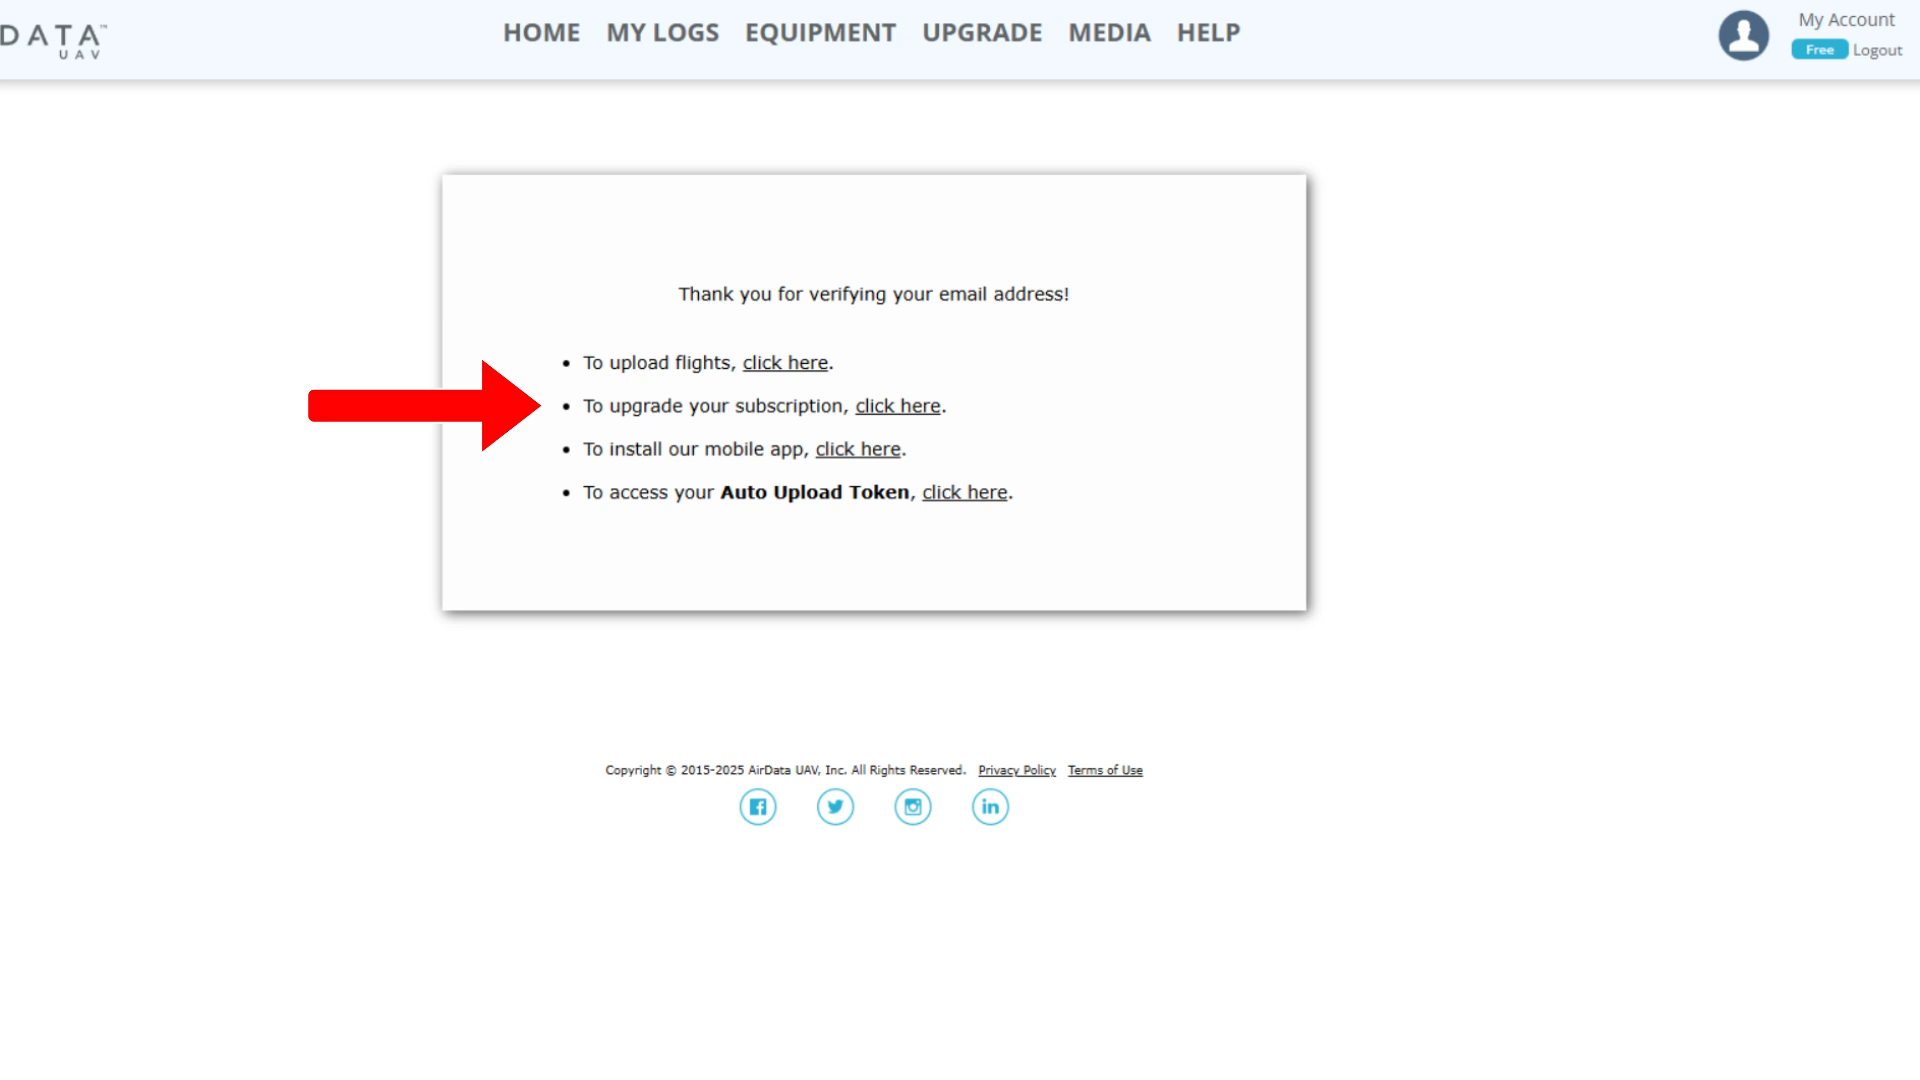 DATA™
UAV
HOME MY LOGS EQUIPMENT UPGRADE MEDIA HELP
My Account
Free Logout
Thank you for verifying your email address!
• To upload flights, click here.
• To upgrade your subscription, click here.
• To install our mobile app, click here.
• To access your Auto Upload Token, click here.
Copyright © 2015-2025 AirData UAV, Inc. All Rights Reserved. Privacy Policy Terms of Use